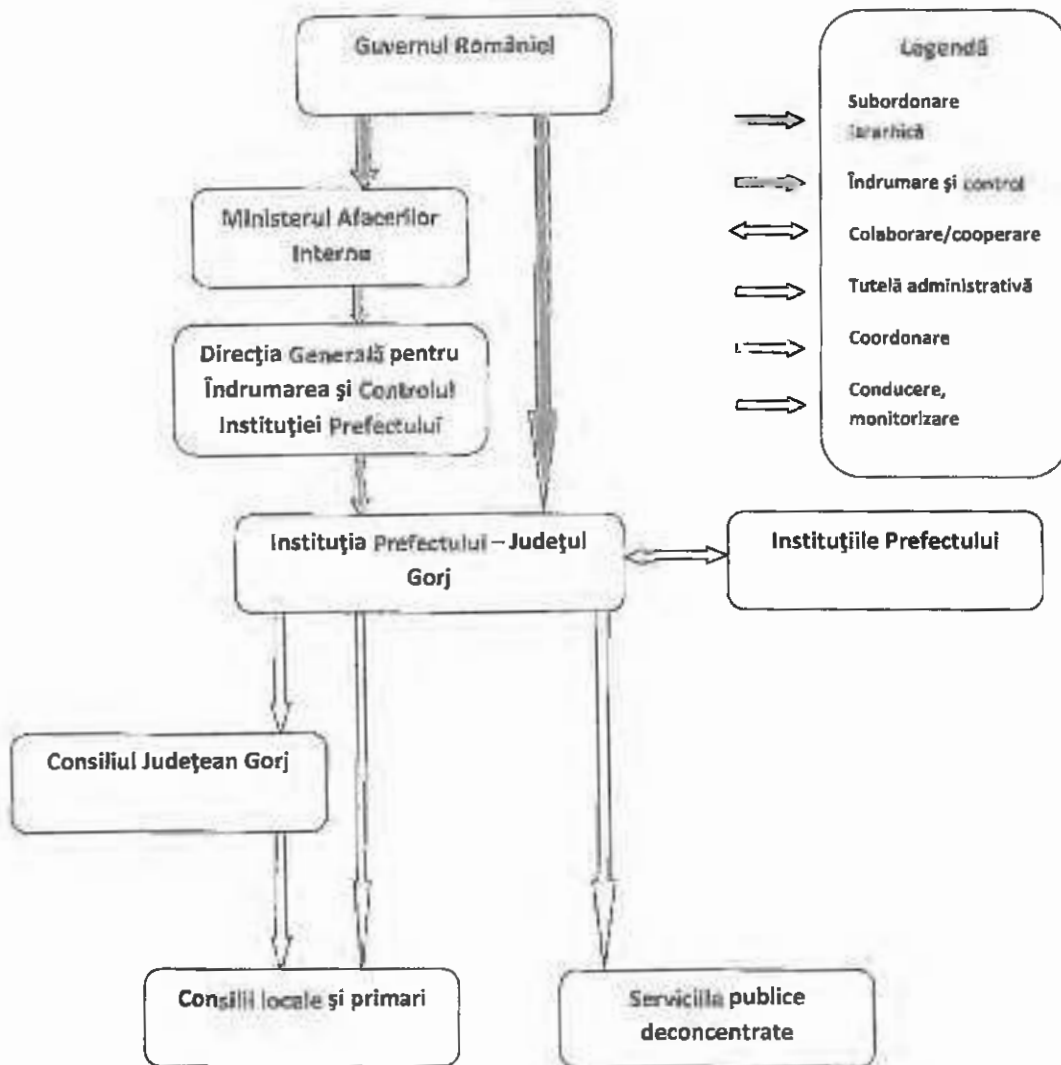 Guvernul României
Legendă
Subordonare
ierarhică
Îndrumare şi control
Colaborare/cooperare
Tutelă administrativă
Coordonare
Conducere,
monitorizare
Ministerul Afacerilor
Interne
Direcţia Generală pentru
Îndrumarea şi Controlul
Instituţiei Prefectului
Instituţia Prefectului – Judeţul
Gorj
Instituţiile Prefectului
Consiliul Judeţean Gorj
Consilii locale şi primari
Serviciile publice
deconcentrate